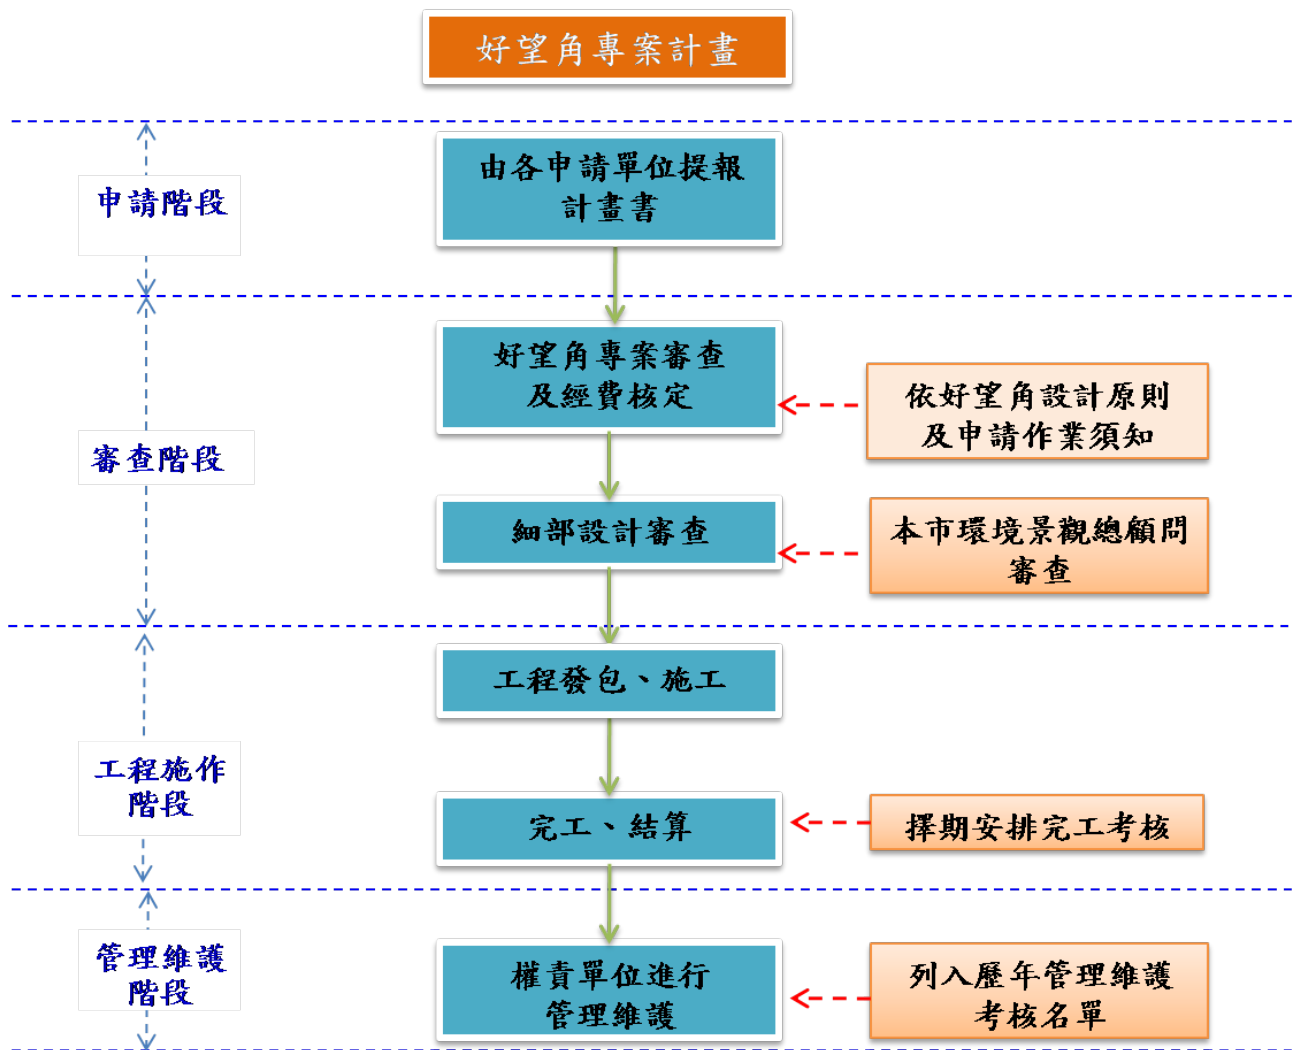 好望角專案計畫
申請階段
由各申請單位提報
計畫書
審查階段
好望角專案審查
及經費核定
依好望角設計原則
及申請作業須知
細部設計審查
本市環境景觀總顧問
審查
工程施作
階段
工程發包、施工
完工、結算
擇期安排完工考核
管理維護
階段
權責單位進行
管理維護
列入歷年管理維護
考核名單